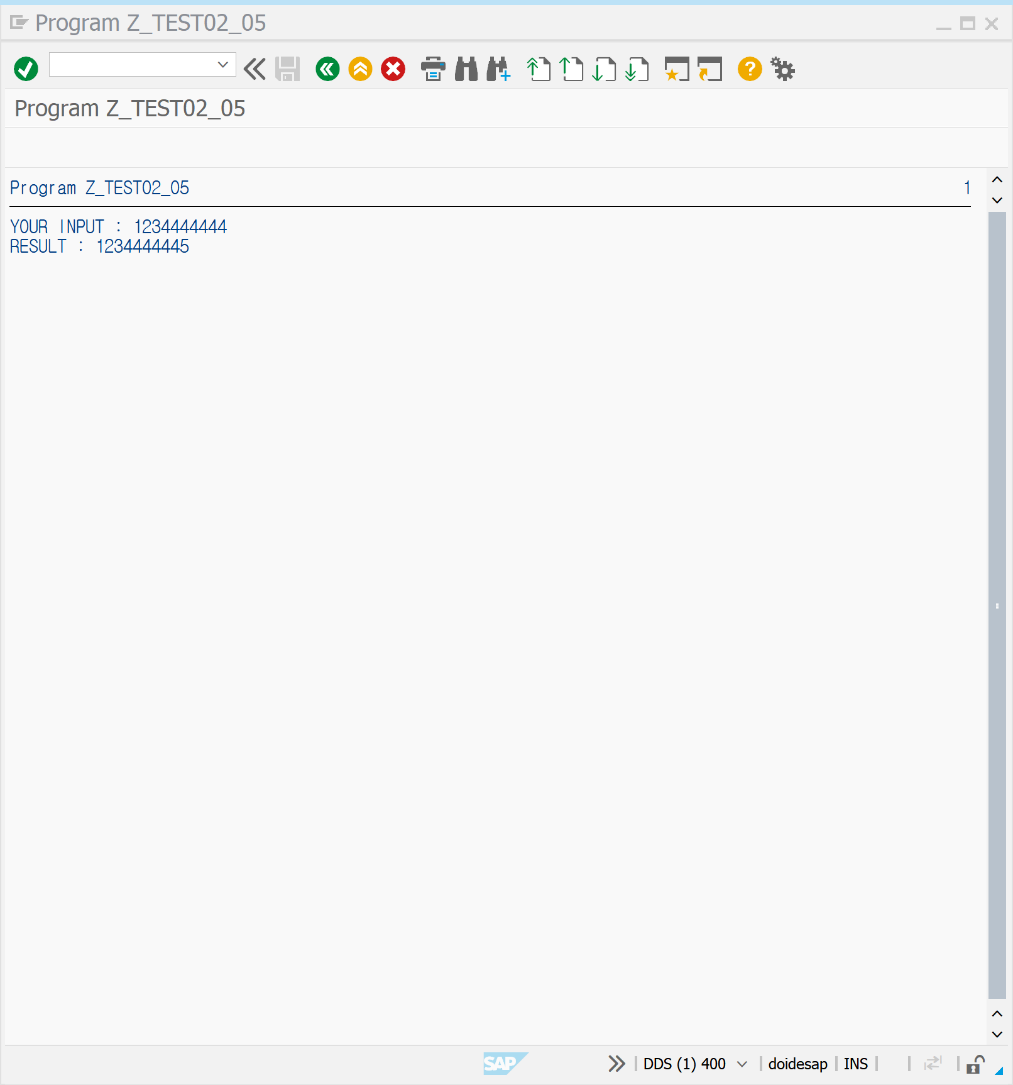 Program Z_TEST02_05
Program Z_TEST02_05
Program Z_TEST02_05 1
YOUR INPUT : 1234444444
RESULT : 1234444445
SAP DDS (1) 400 doidesap INS